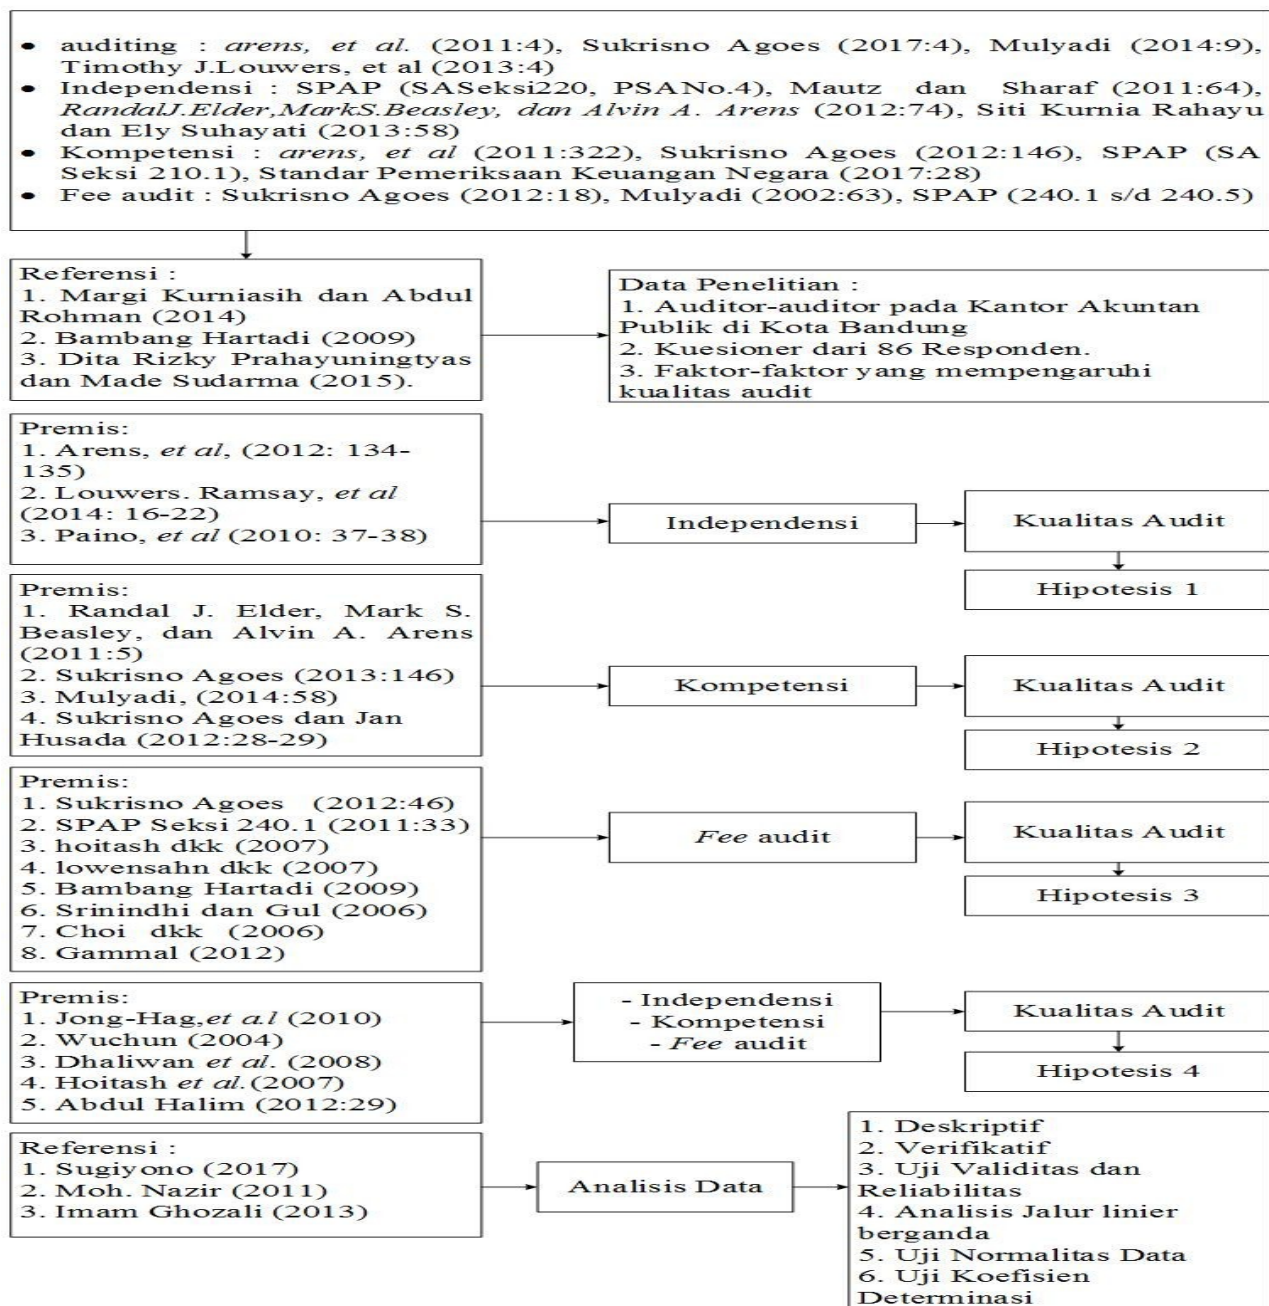 • auditing : arens, et al. (2011:4), Sukrisno Agoes (2017:4), Mulyadi (2014:9),
Timothy J.Louwers, et al (2013:4)
• Independensi : SPAP (SASeksi220, PSANo.4), Mautz dan Sharaf (2011:64),
RandalJ.Elder,MarkS.Beasley, dan Alvin A. Arens (2012:74), Siti Kurnia Rahayu
dan Ely Suhayati (2013:58)
• Kompetensi : arens, et al (2011:322), Sukrisno Agoes (2012:146), SPAP (SA
Seksi 210.1), Standar Pemeriksaan Keuangan Negara (2017:28)
• Fee audit : Sukrisno Agoes (2012:18), Mulyadi (2002:63), SPAP (240.1 s/d 240.5)
Referensi :
1. Margi Kurniasih dan Abdul
Rohman (2014)
2. Bambang Hartadi (2009)
3. Dita Rizky Prahayuningtyas
dan Made Sudarma (2015).
Data Penelitian :
1. Auditor-auditor pada Kantor Akuntan
Publik di Kota Bandung
2. Kuesioner dari 86 Responden.
3. Faktor-faktor yang mempengaruhi
kualitas audit
Premis:
1. Arens, et al, (2012: 134-
135)
2. Louwers. Ramsay, et al
(2014: 16-22)
3. Paino, et al (2010: 37-38)
Independensi
Kualitas Audit
Hipotesis 1
Premis:
1. Randal J. Elder, Mark S.
Beasley, dan Alvin A. Arens
(2011:5)
2. Sukrisno Agoes (2013:146)
3. Mulyadi, (2014:58)
4. Sukrisno Agoes dan Jan
Husada (2012:28-29)
Kompetensi
Kualitas Audit
Hipotesis 2
Premis:
1. Sukrisno Agoes (2012:46)
2. SPAP Seksi 240.1 (2011:33)
3. hoitash dkk (2007)
4. lowensahn dkk (2007)
5. Bambang Hartadi (2009)
6. Srinindhi dan Gul (2006)
7. Choi dkk (2006)
8. Gammal (2012)
Fee audit
Kualitas Audit
Hipotesis 3
Premis:
1. Jong-Hag,et a.l (2010)
2. Wuchun (2004)
3. Dhaliwan et al. (2008)
4. Hoitash et al.(2007)
5. Abdul Halim (2012:29)
- Independensi
- Kompetensi
- Fee audit
Kualitas Audit
Hipotesis 4
Referensi :
1. Sugiyono (2017)
2. Moh. Nazir (2011)
3. Imam Ghozali (2013)
Analisis Data
1. Deskriptif
2. Verifikatif
3. Uji Validitas dan
Reliabilitas
4. Analisis Jalur linier
berganda
5. Uji Normalitas Data
6. Uji Koefisien
Determinasi